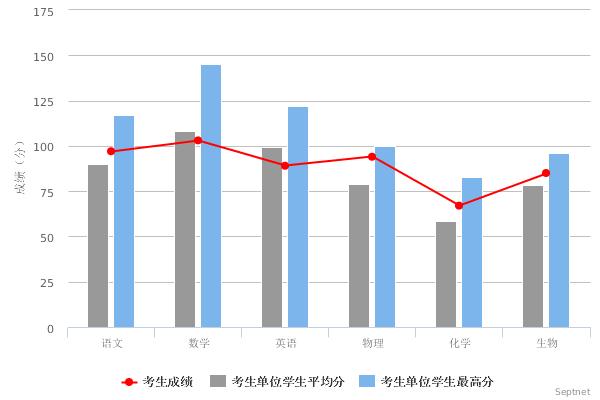 175
150
125
100
75
50
25
0
成绩（分）
语文 数学 英语 物理 化学 生物
考生成绩 考生单位学生平均分 考生单位学生最高分
Septnet